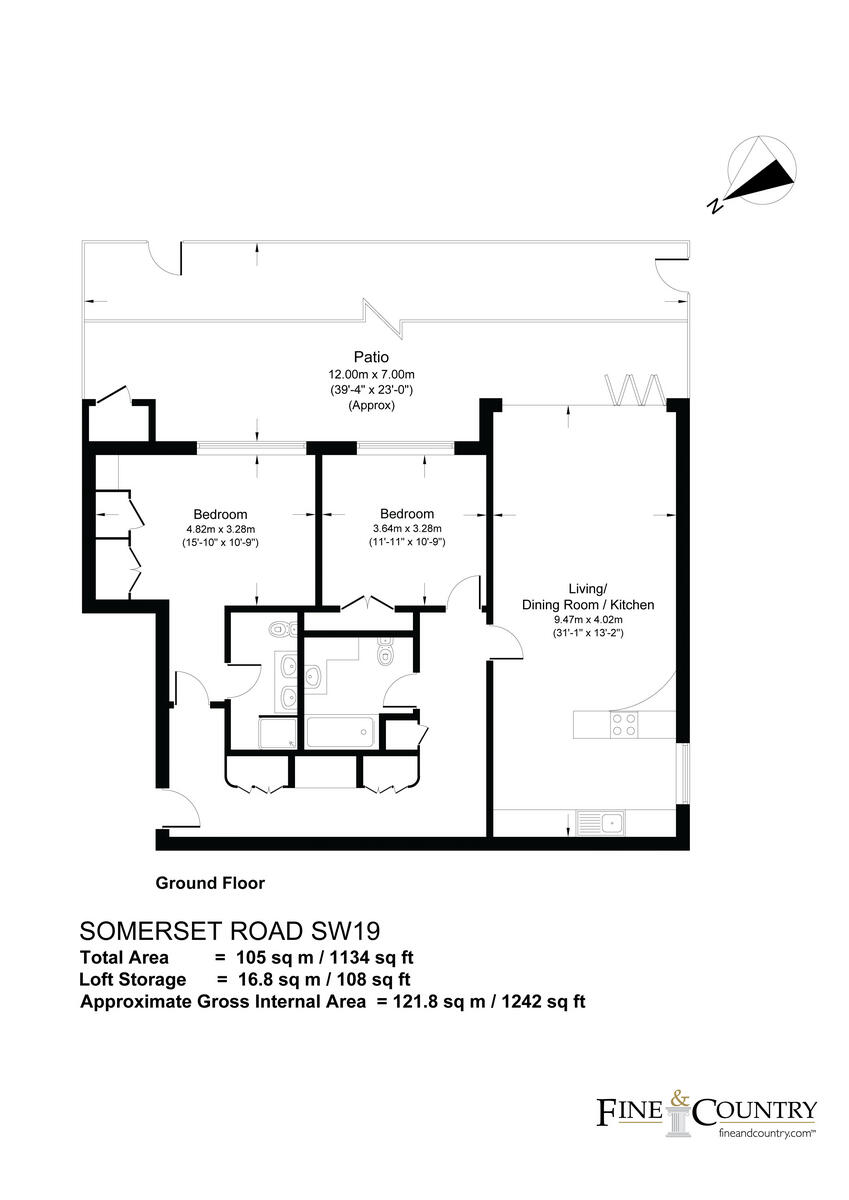 N
Patio
12.00m x 7.00m
(39'-4" x 23'-0")
(Approx)
Bedroom
4.82m x 3.28m
(15'-10" x 10'-9")
Bedroom
3.64m x 3.28m
(11'-11" x 10'-9")
Living/
Dining Room / Kitchen
9.47m x 4.02m
(31'-1" x 13'-2")
Ground Floor
SOMERSET ROAD SW19
Total Area = 105 sq m / 1134 sq ft
Loft Storage = 16.8 sq m / 108 sq ft
Approximate Gross Internal Area = 121.8 sq m / 1242 sq ft
FINE & COUNTRY
fineandcountry.com™